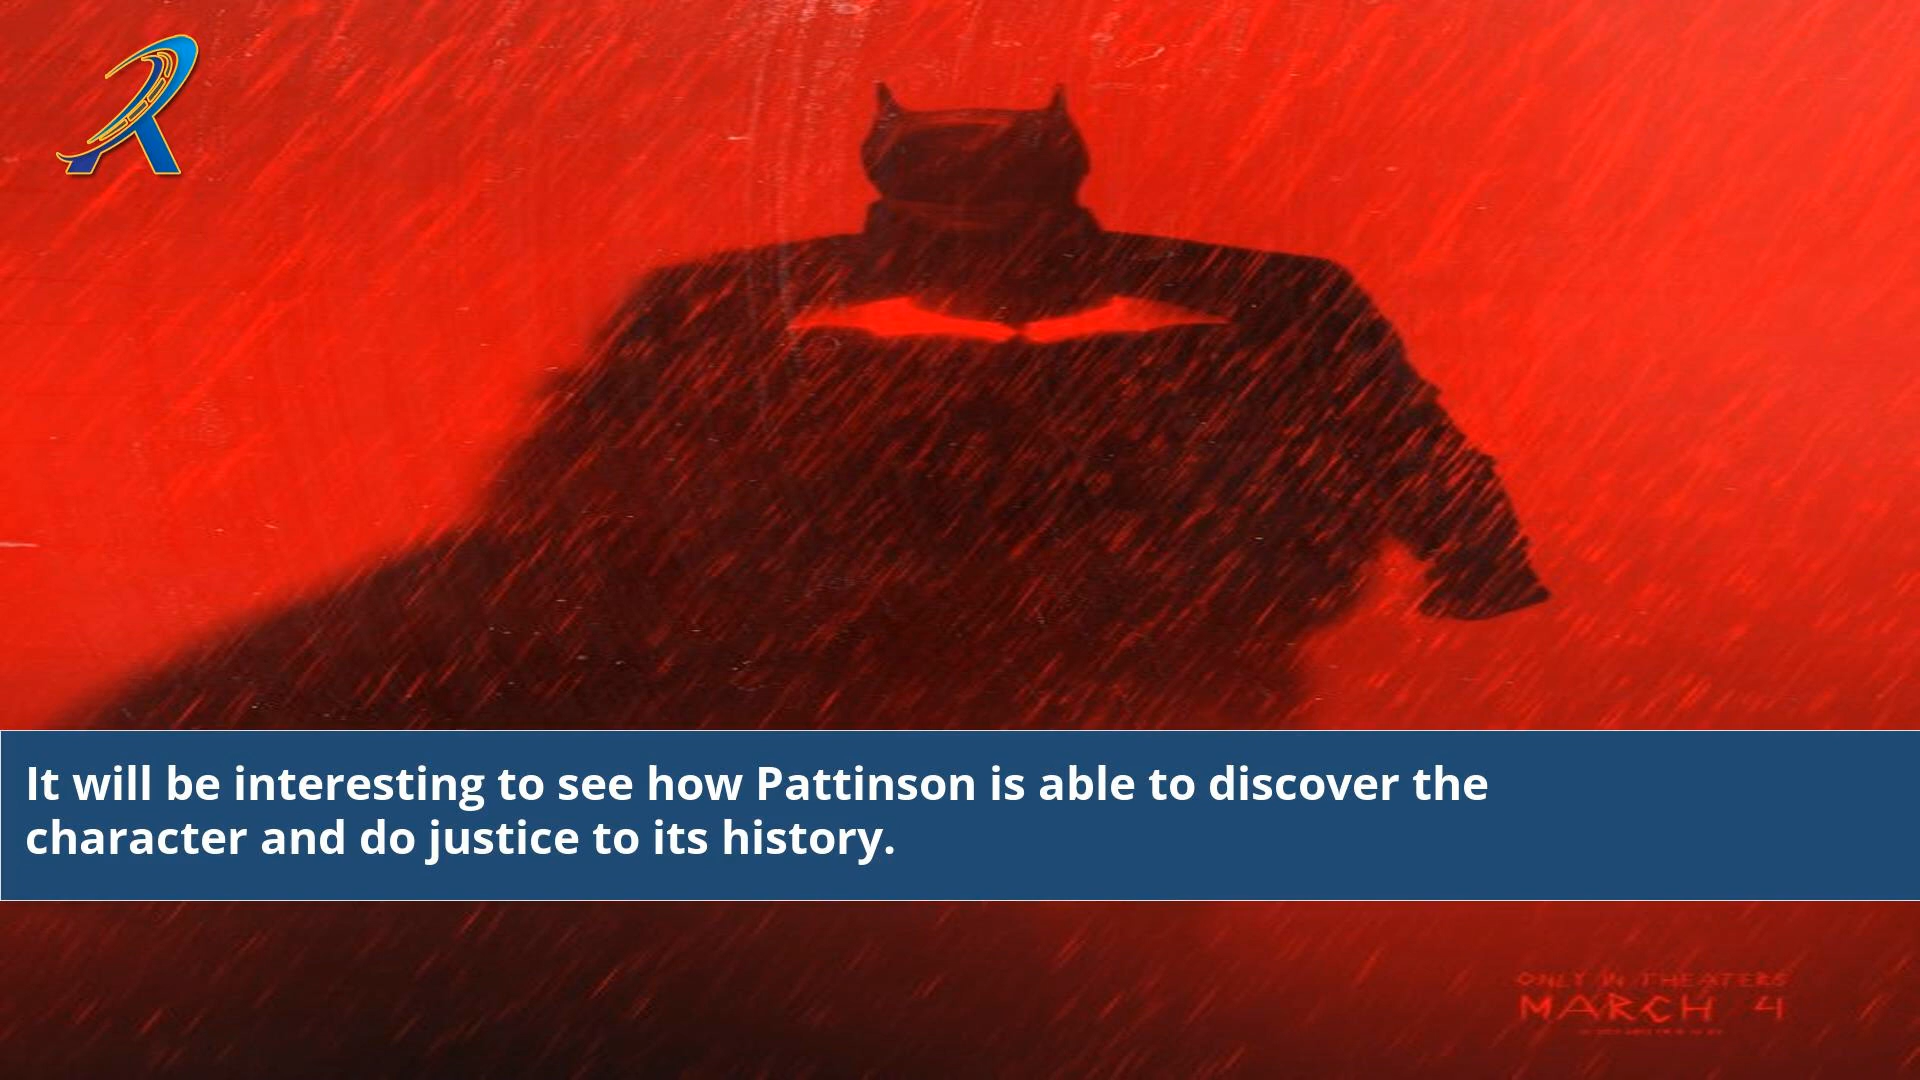 It will be interesting to see how Pattinson is able to discover the
character and do justice to its history.
ONLY IN THEATERS
MARCH 4